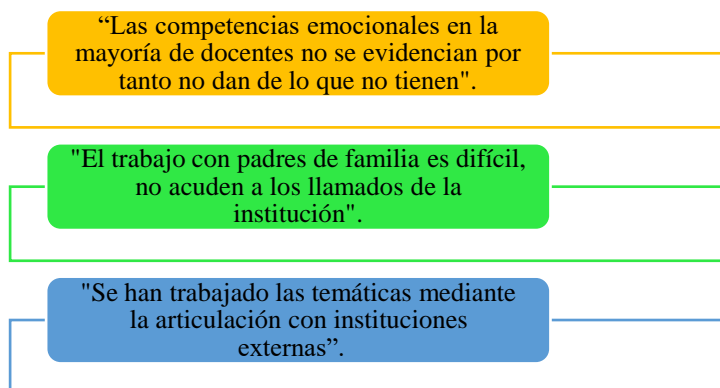 “Las competencias emocionales en la
mayoría de docentes no se evidencian por
tanto no dan de lo que no tienen".
"El trabajo con padres de familia es difícil,
no acuden a los llamados de la
institución".
"Se han trabajado las temáticas mediante
la articulación con instituciones
externas”.